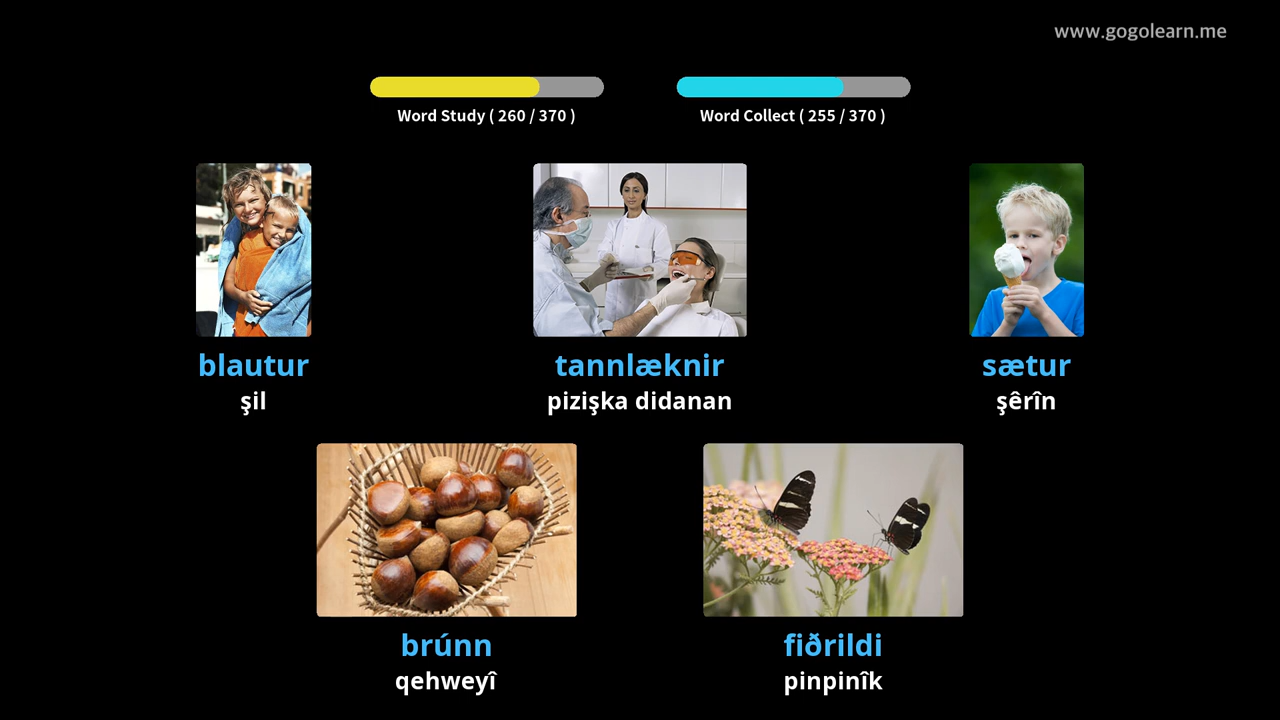 www.gogolearn.me
Word Study ( 260 / 370 )
Word Collect ( 255 / 370 )
blautur
şil
tannlæknir
pizişka didanan
sætur
şêrîn
brúnn
qehweyî
fiðrildi
pinpinîk